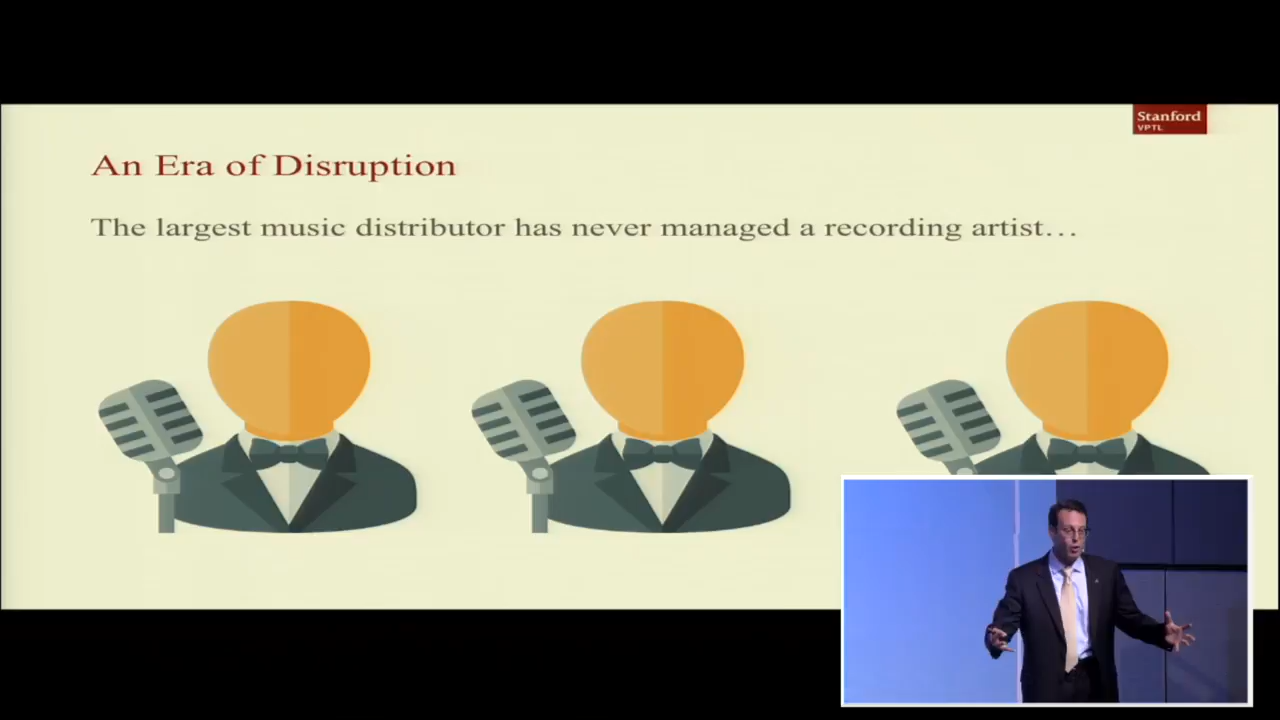 Stanford
VPTL
An Era of Disruption
The largest music distributor has never managed a recording artist…